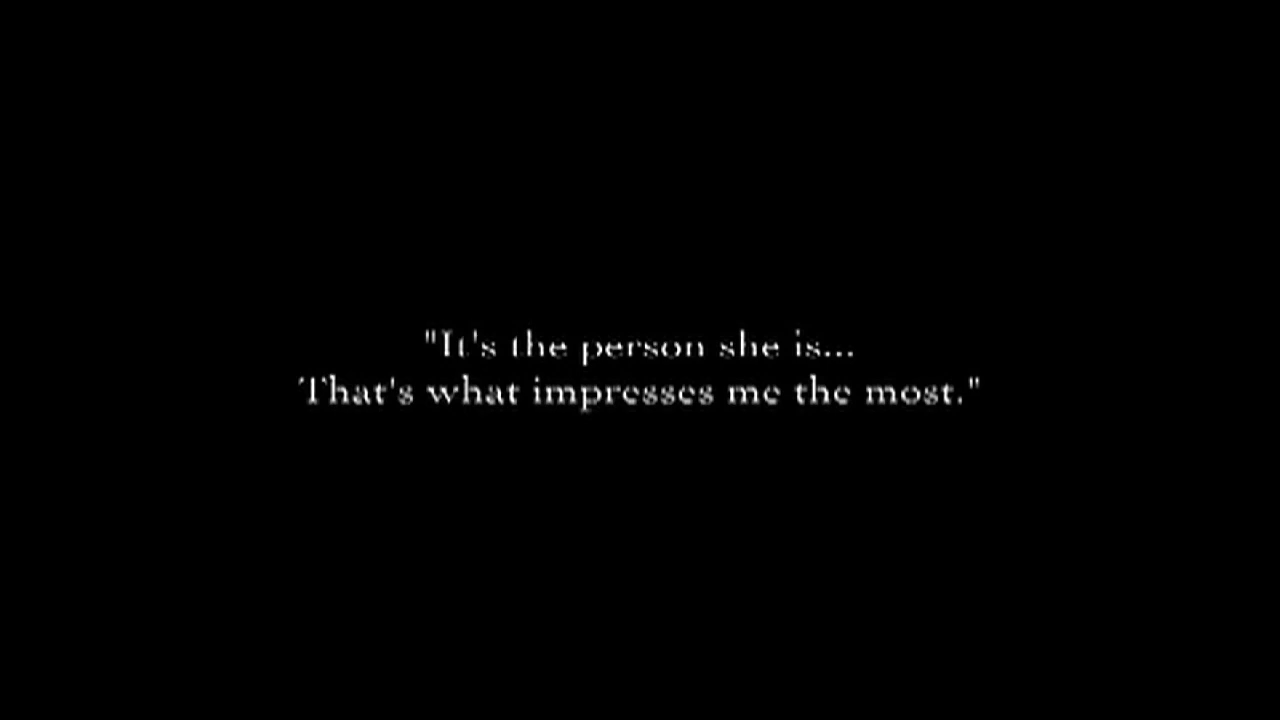 "It's the person she is...
That's what impresses me the most."